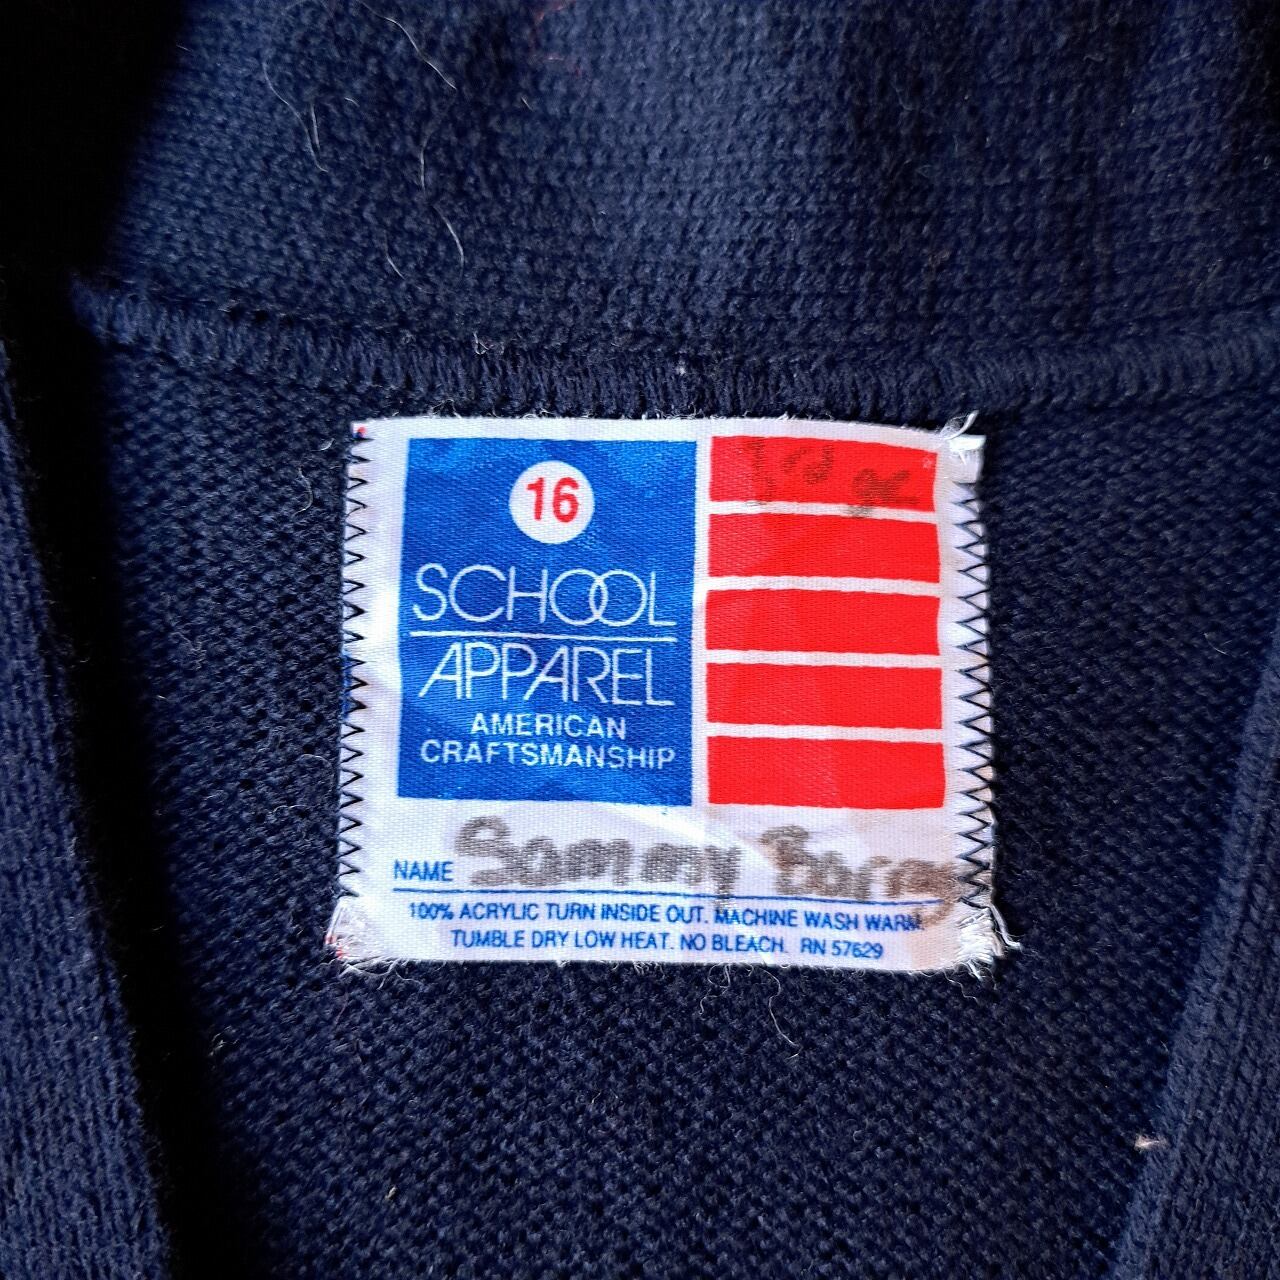 16
SCHOOL
APPAREL
AMERICAN
CRAFTSMANSHIP
NAME Sammy
100% ACRYLIC TURN INSIDE OUT. MACHINE WASH WARM.
TUMBLE DRY LOW HEAT. NO BLEACH. RN 57629